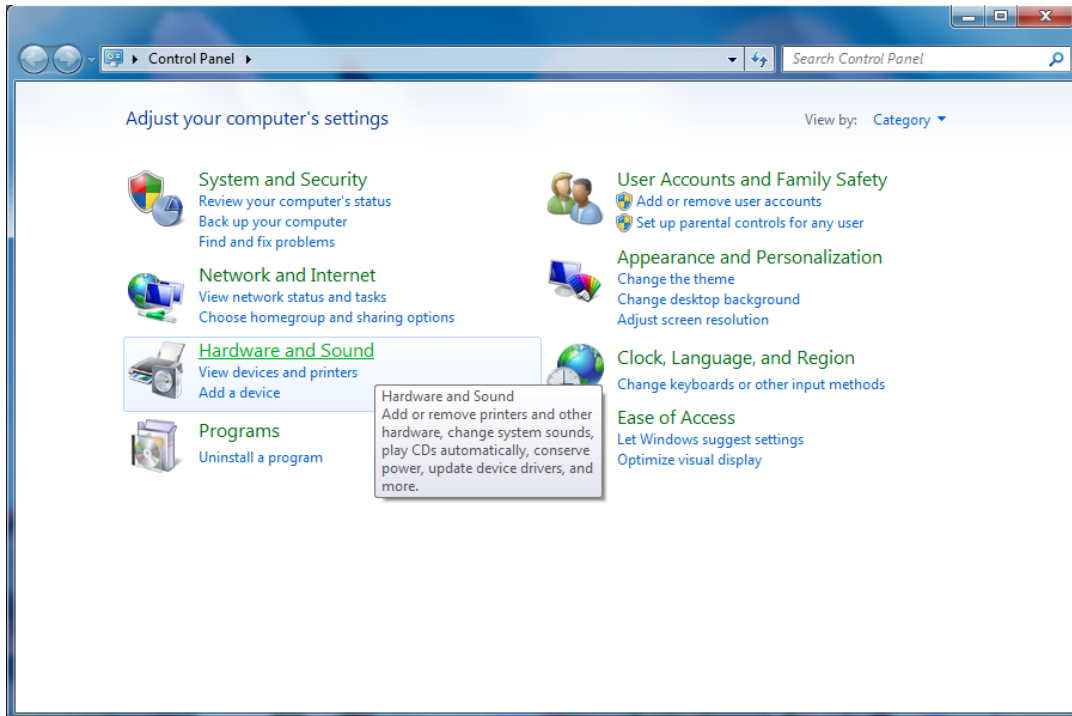 Control Panel
Search Control Panel
Adjust your computer's settings
View by: Category
System and Security
Review your computer's status
Back up your computer
Find and fix problems
Network and Internet
View network status and tasks
Choose homegroup and sharing options
Hardware and Sound
View devices and printers
Add a device
Hardware and Sound
Add or remove printers and other
hardware, change system sounds,
play CDs automatically, conserve
power, update device drivers, and
more.
Programs
Uninstall a program
User Accounts and Family Safety
Add or remove user accounts
Set up parental controls for any user
Appearance and Personalization
Change the theme
Change desktop background
Adjust screen resolution
Clock, Language, and Region
Change keyboards or other input methods
Ease of Access
Let Windows suggest settings
Optimize visual display